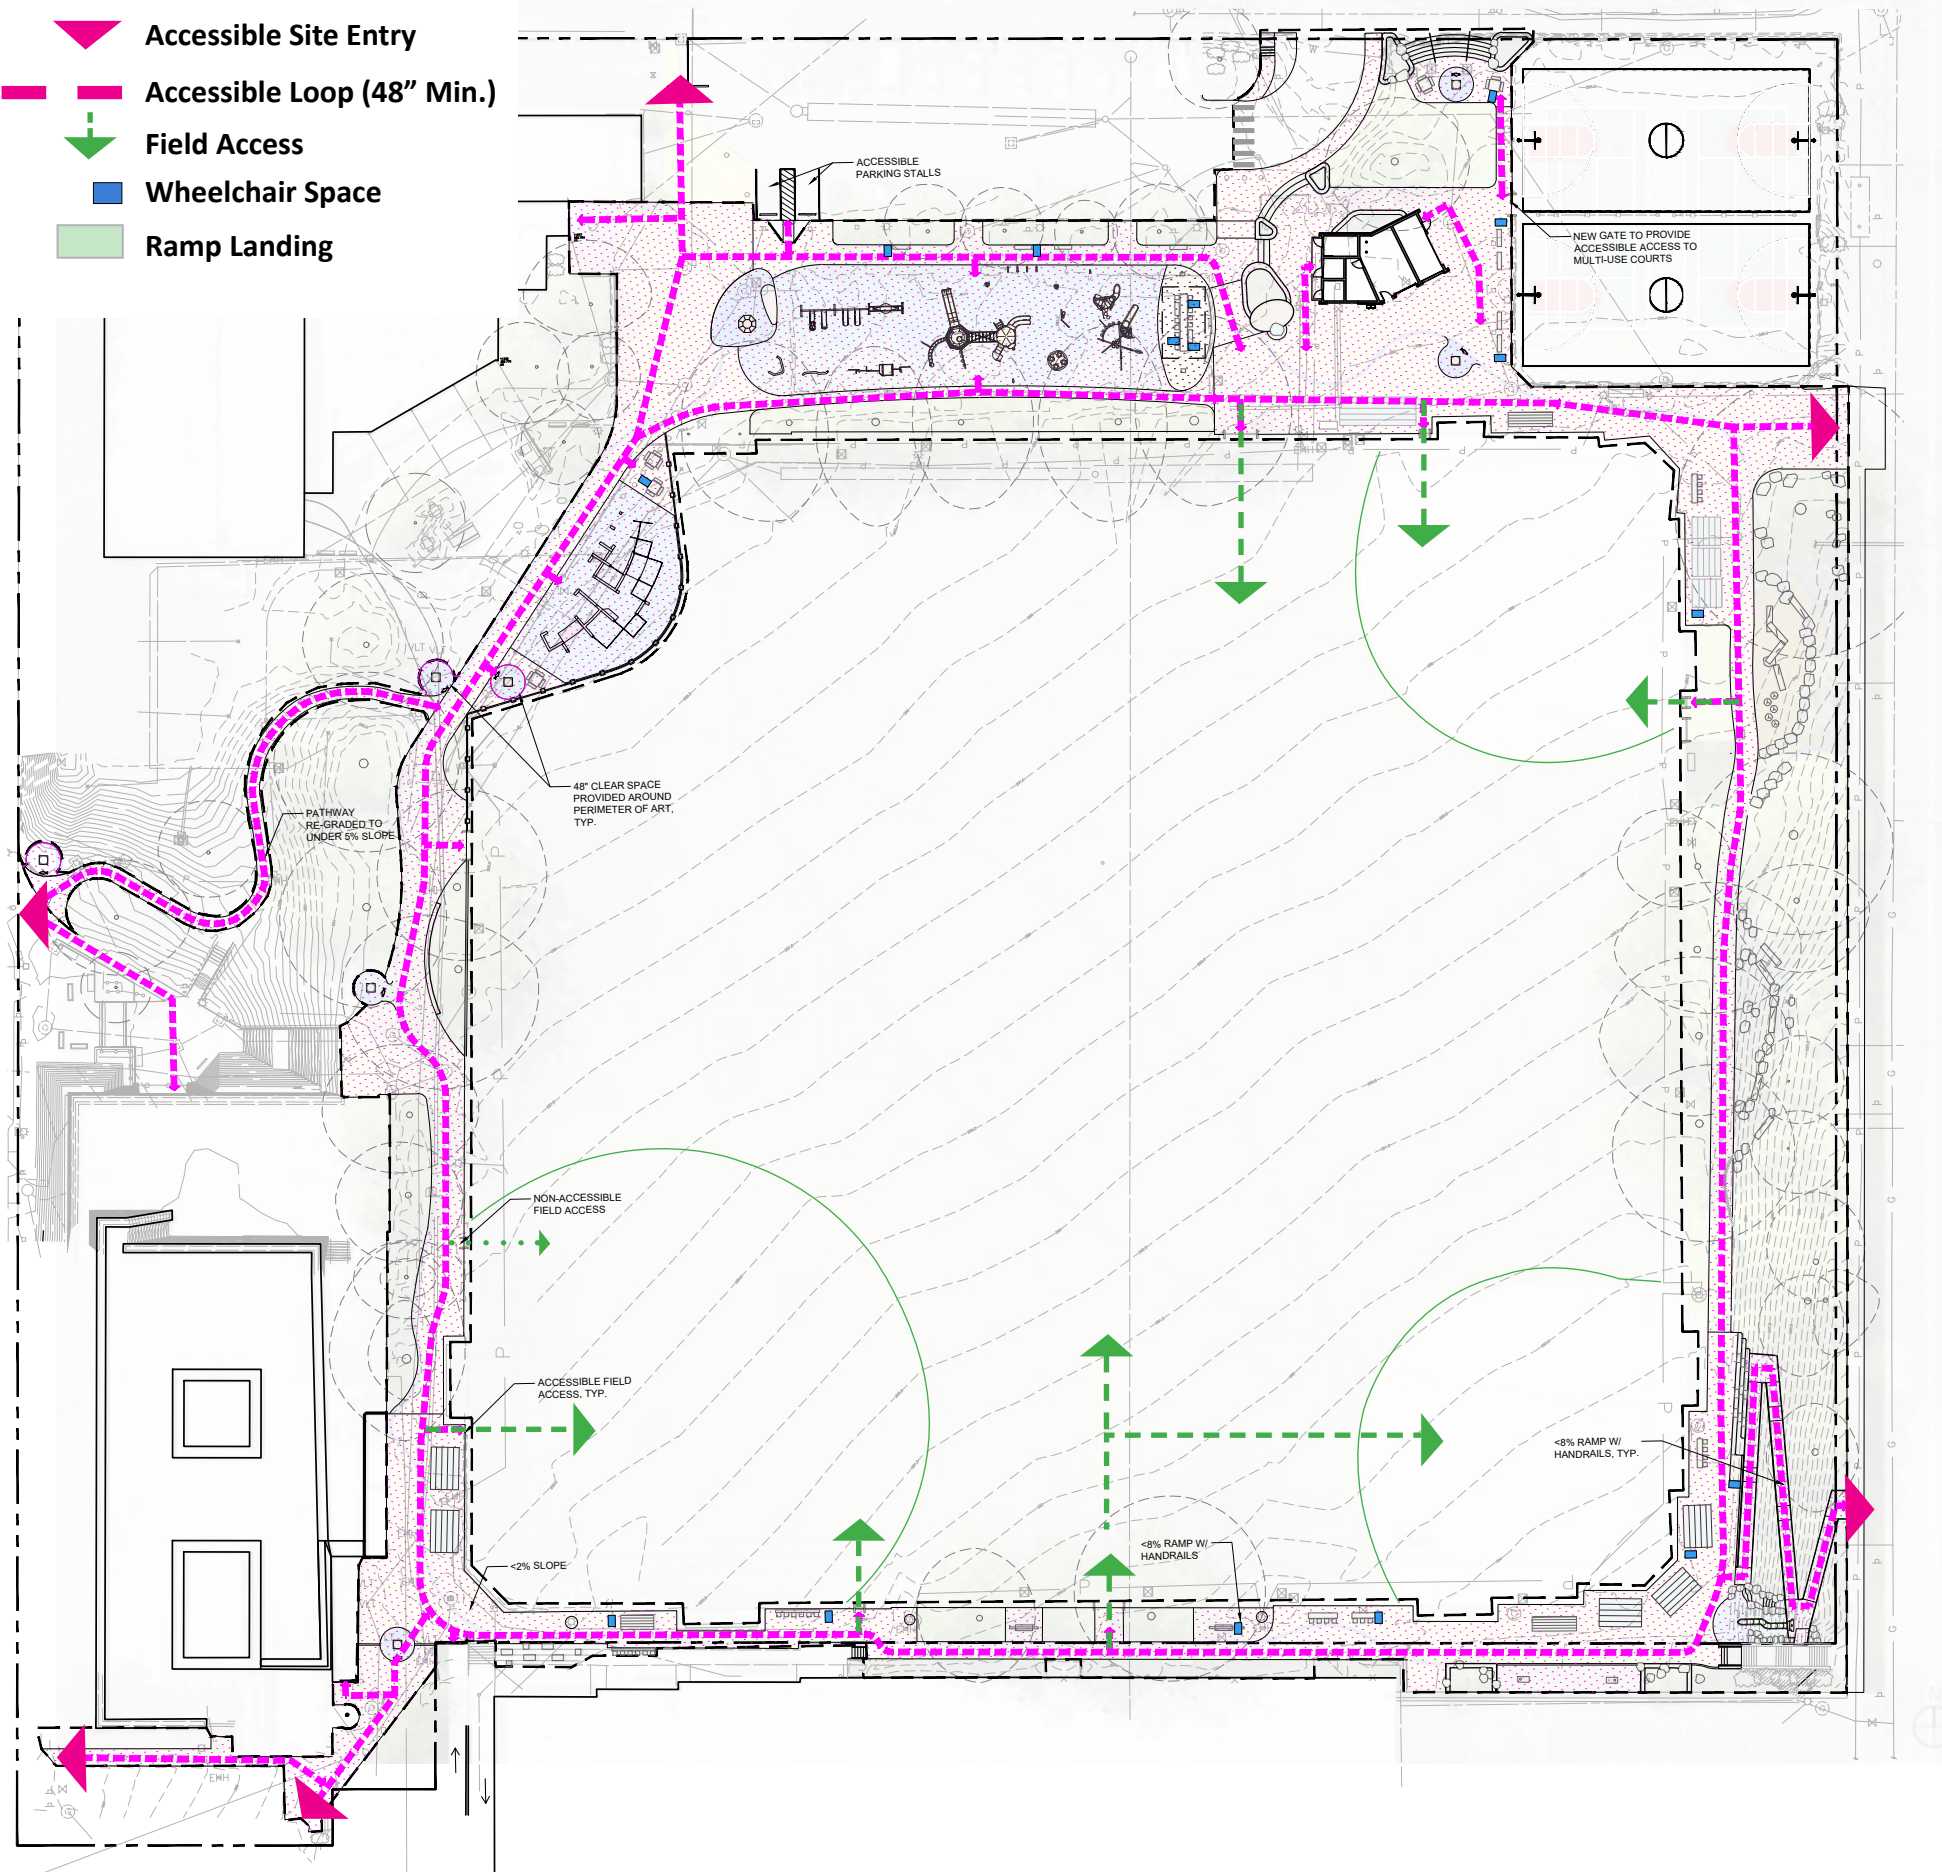 Accessible Site Entry
Accessible Loop (48” Min.)
Field Access
Wheelchair Space
Ramp Landing
ACCESSIBLE
PARKING STALLS
NEW GATE TO PROVIDE
ACCESSIBLE ACCESS TO
MULTI-USE COURTS
48" CLEAR SPACE
PROVIDED AROUND
PERIMETER OF ART,
TYP.
PATHWAY
RE-GRADED TO
UNDER 5% SLOPE
NON-ACCESSIBLE
FIELD ACCESS
ACCESSIBLE FIELD
ACCESS, TYP.
<8% RAMP W/
HANDRAILS, TYP.
<8% RAMP W/
HANDRAILS
<2% SLOPE
EMH